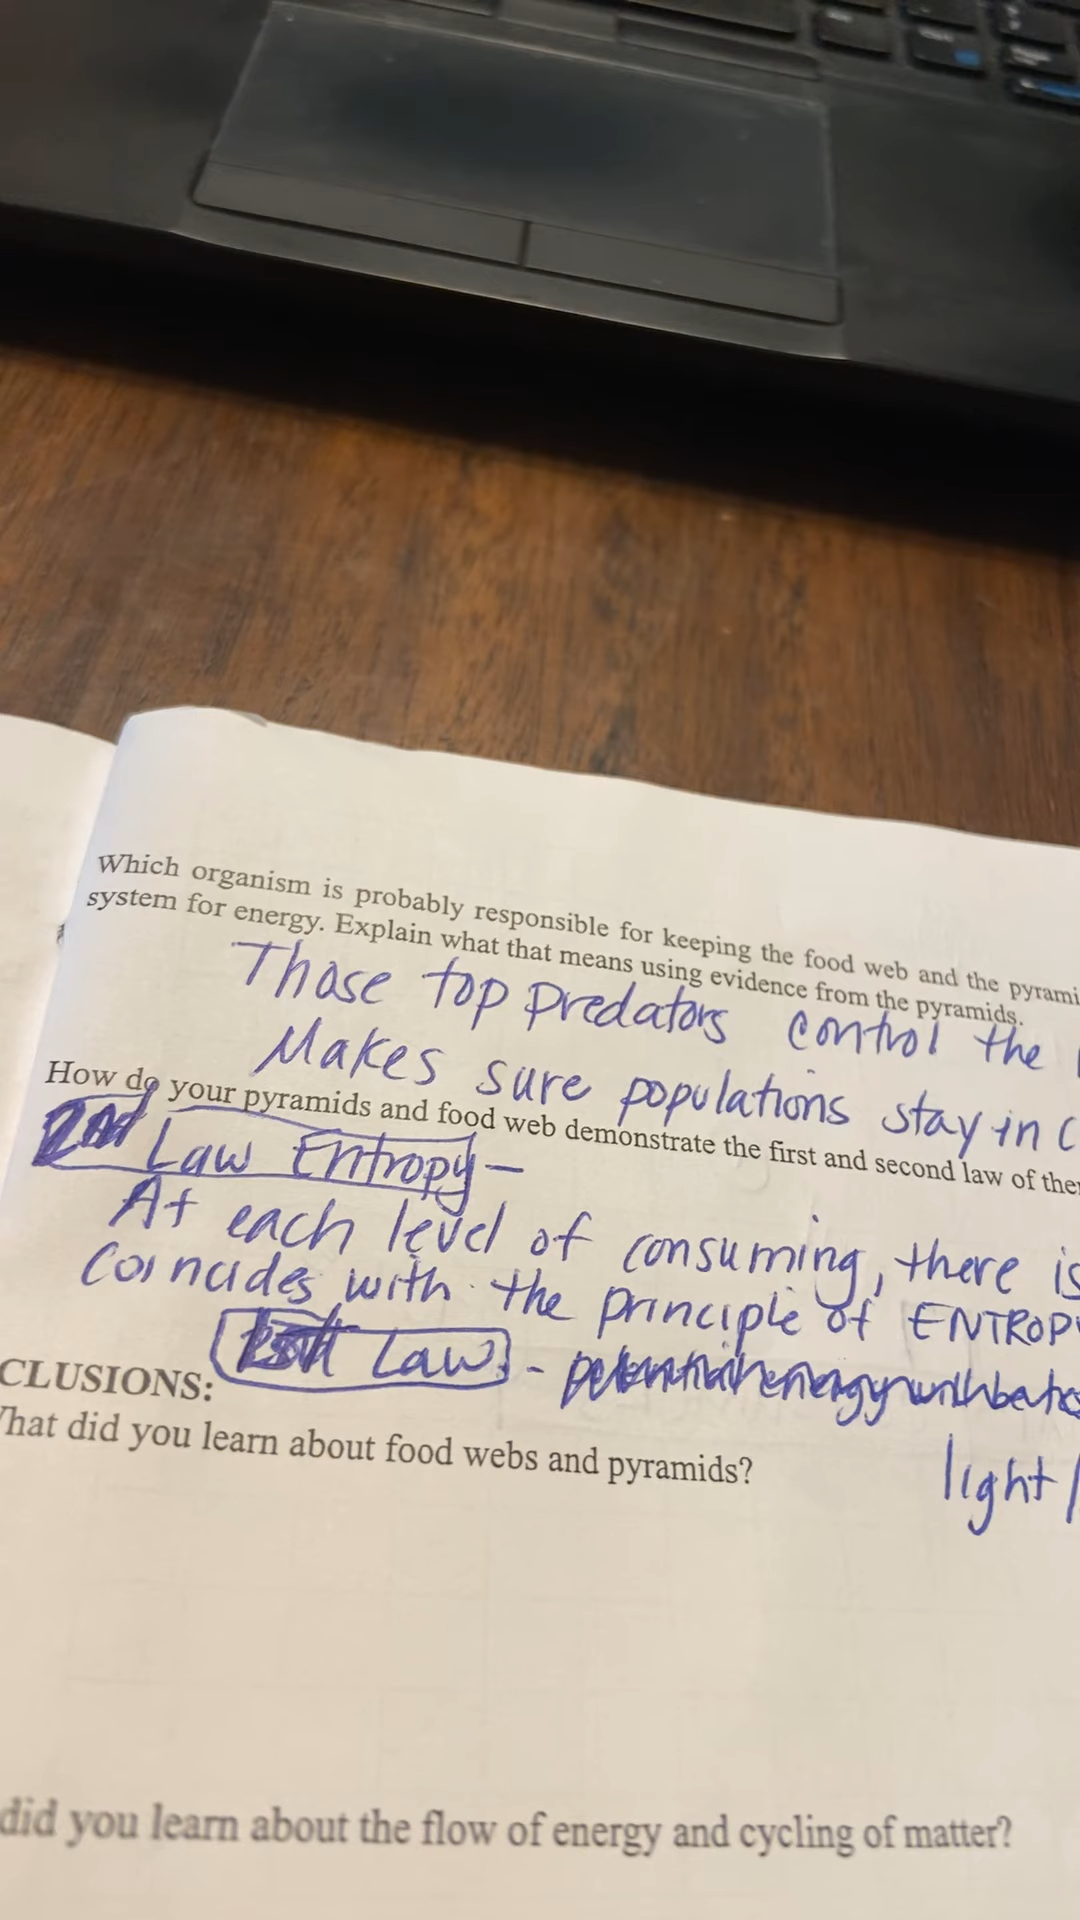 Which organism is probably responsible for keeping the food web and the pyrami
system for energy. Explain what that means using evidence from the pyramids.
Those top predators control the
Makes sure populations stay in c
How do your pyramids and food web demonstrate the first and second law of the
2nd Law Entropy-
At each level of consuming, there is
Coincides with the principle of ENTROP
1st Law -
light
CLUSIONS:
hat did you learn about food webs and pyramids?
did you learn about the flow of energy and cycling of matter?